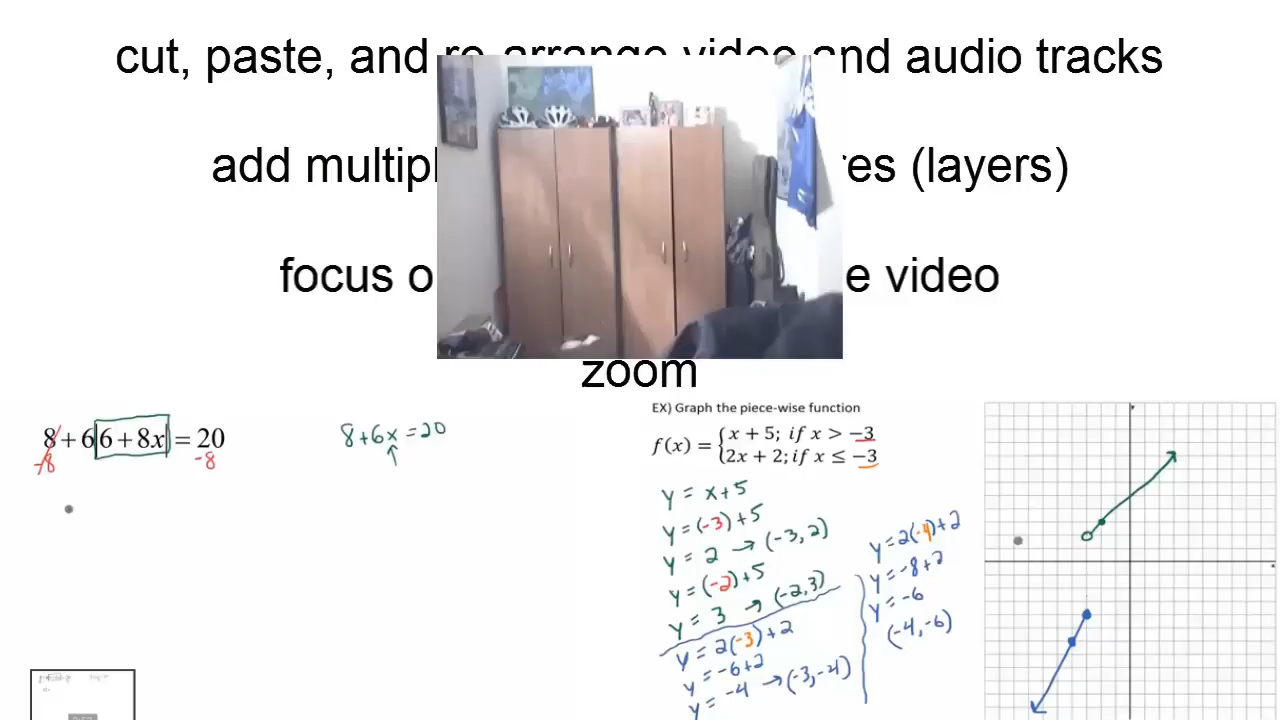 cut, paste, and re-arrange video and audio tracks
add multipl res (layers)
focus o e video
zoom
8 + 6|6 + 8x| = 20
-8 -8
8+6x=20
EX) Graph the piece-wise function
f(x) = {x + 5; if x > −3
{2x + 2; if x ≤ −3
y = x+5
y = (-3)+5
y = 2 → (-3, 2)
y = (-2)+5
y = 3 → (-2,3)
y = 2(-3)+2
y = -6+2
y = -4 → (-3,-4)
y = 2(-4)+2
y = -8+2
y = -6
(-4,-6)